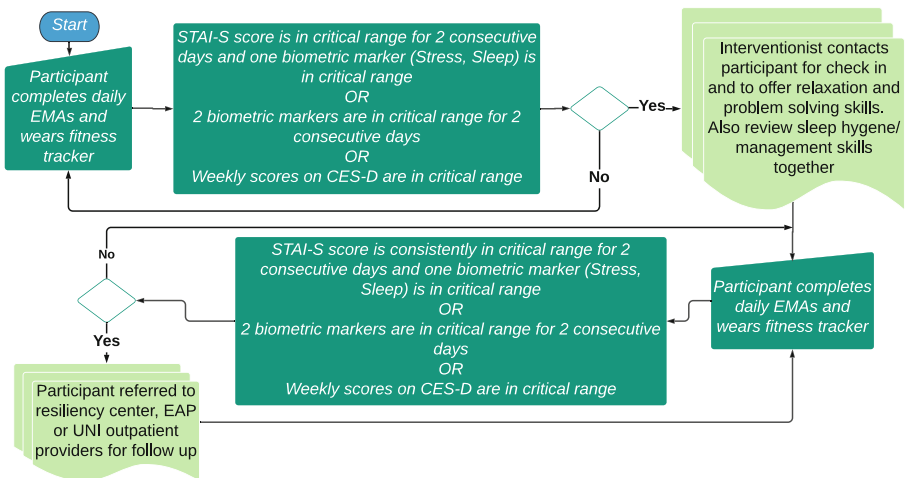 Start
Participant
completes daily
EMAs and
wears fitness
tracker
STAI-S score is in critical range for 2 consecutive
days and one biometric marker (Stress, Sleep) is
in critical range
OR
2 biometric markers are in critical range for 2
consecutive days
OR
Weekly scores on CES-D are in critical range
Yes
No
Interventionist contacts
participant for check in
and to offer relaxation and
problem solving skills.
Also review sleep hygene/
management skills
together
Participant completes
daily EMAs and
wears fitness tracker
STAI-S score is consistently in critical range for 2
consecutive days and one biometric marker (Stress,
Sleep) is in critical range
OR
2 biometric markers are in critical range for 2 consecutive
days
OR
Weekly scores on CES-D are in critical range
No
Yes
Participant referred to
resiliency center, EAP
or UNI outpatient
providers for follow up